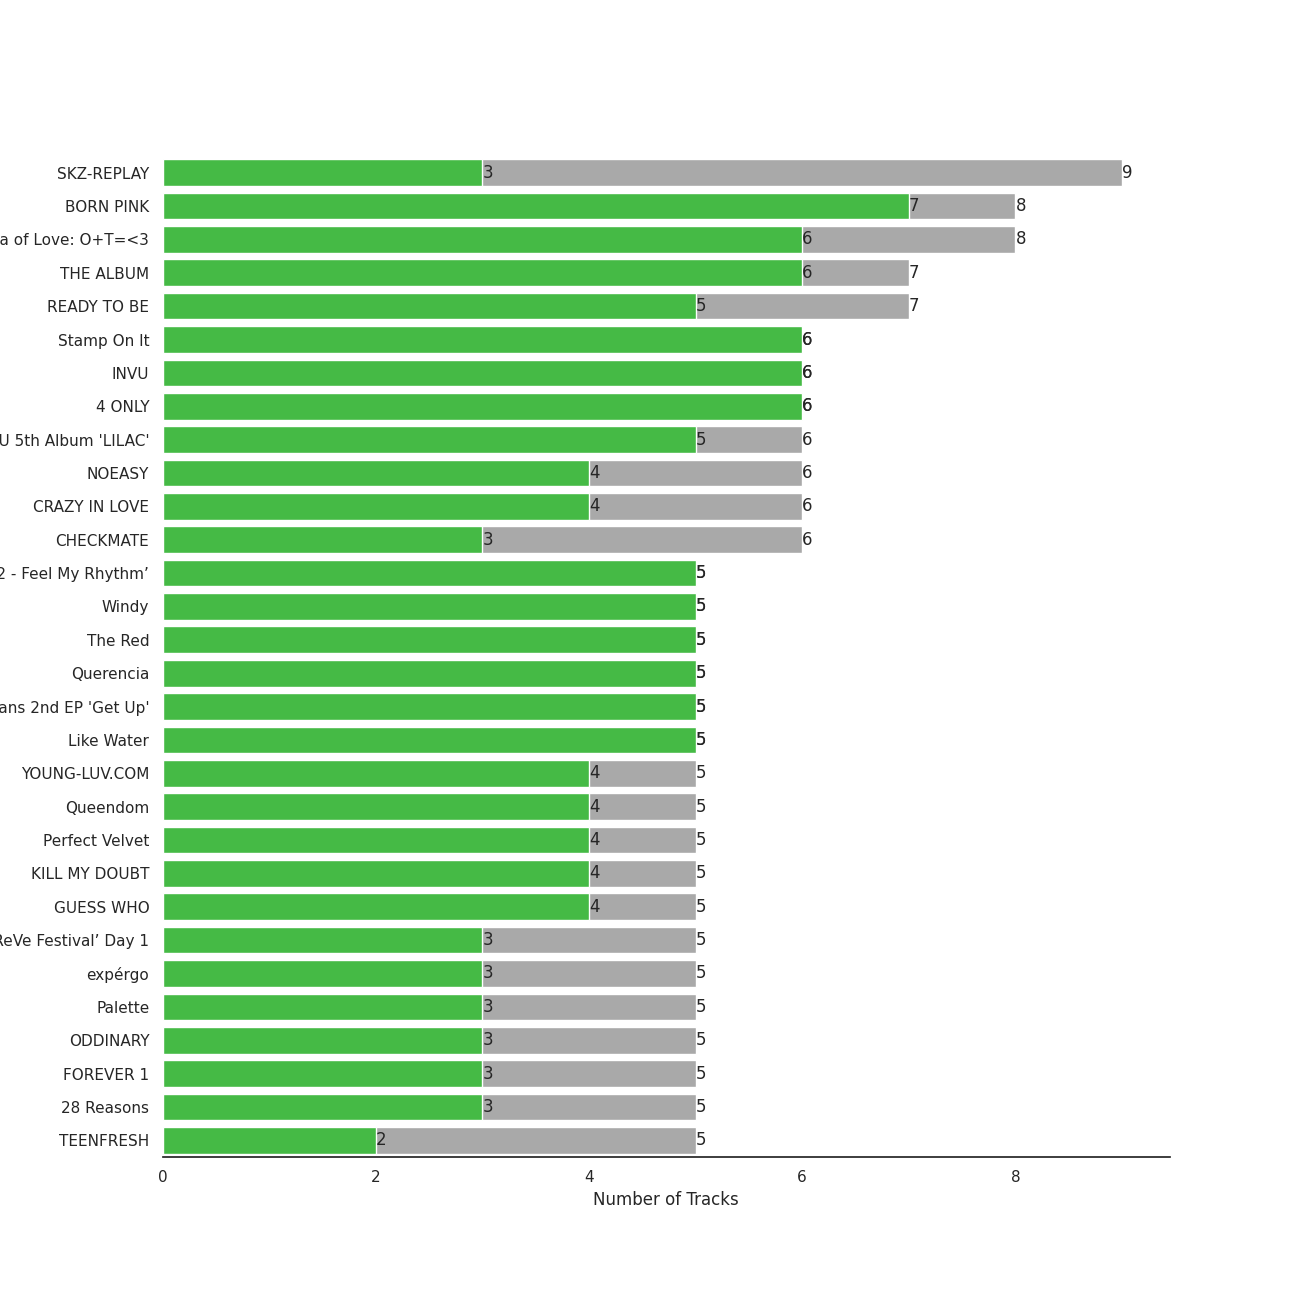 SKZ-REPLAY 3 9
BORN PINK 7 8
a of Love: O+T=<3 6 8
THE ALBUM 6 7
READY TO BE 5 7
Stamp On It 6
INVU 6
4 ONLY 6
U 5th Album 'LILAC' 5 6
NOEASY 4 6
CRAZY IN LOVE 4 6
CHECKMATE 3 6
2 - Feel My Rhythm’ 5
Windy 5
The Red 5
Querencia 5
ans 2nd EP 'Get Up' 5
Like Water 5
YOUNG-LUV.COM 4 5
Queendom 4 5
Perfect Velvet 4 5
KILL MY DOUBT 4 5
GUESS WHO 4 5
ReVe Festival’ Day 1 3 5
expérgo 3 5
Palette 3 5
ODDINARY 3 5
FOREVER 1 3 5
28 Reasons 3 5
TEENFRESH 2 5
0 2 4 6 8
Number of Tracks